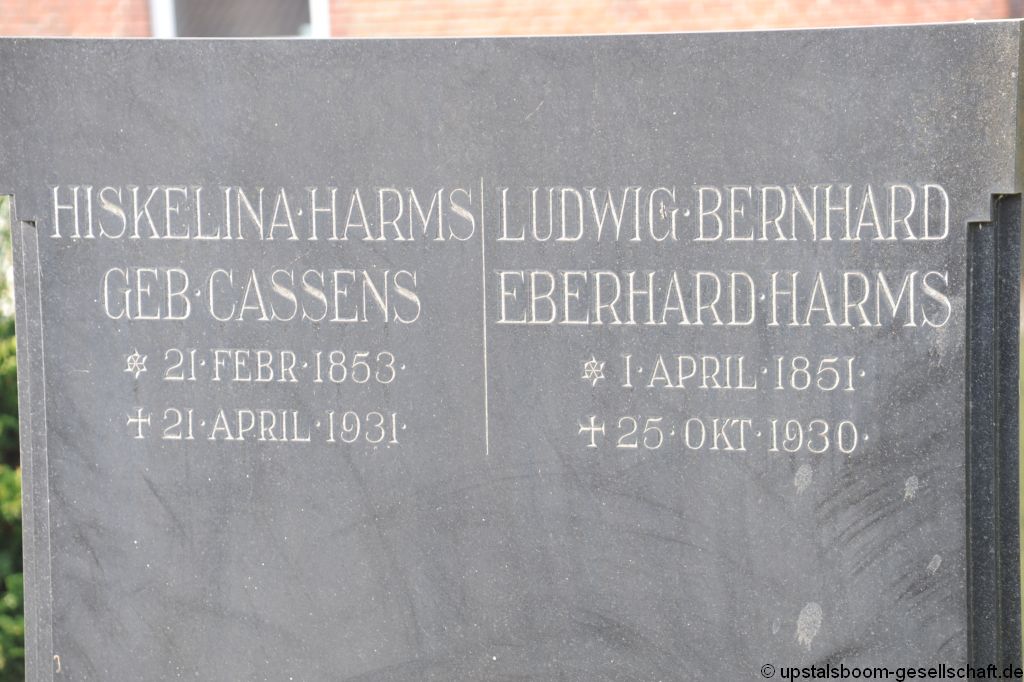 HISKELINA·HARMS
GEB·CASSENS
* 21·FEBR·1853·
† 21·APRIL·1931·
LUDWIG·BERNHARD
EBERHARD·HARMS
* 1·APRIL·1851·
† 25·OKT·1930·
© upstalsboom-gesellschaft.de